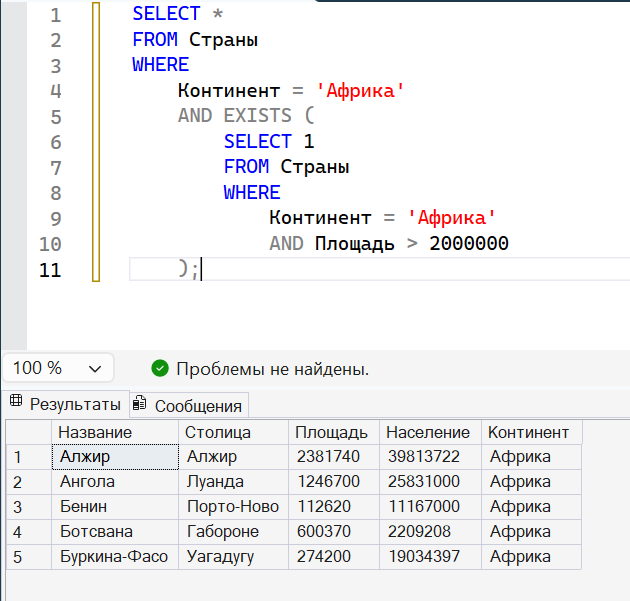 1 SELECT *
2 FROM Страны
3 WHERE
4 Континент = 'Африка'
5 AND EXISTS (
6 SELECT 1
7 FROM Страны
8 WHERE
9 Континент = 'Африка'
10 AND Площадь > 2000000
11 );
100 % Проблемы не найдены.
Результаты Сообщения
Название Столица Площадь Население Континент
1 Алжир Алжир 2381740 39813722 Африка
2 Ангола Луанда 1246700 25831000 Африка
3 Бенин Порто-Ново 112620 11167000 Африка
4 Ботсвана Габороне 600370 2209208 Африка
5 Буркина-Фасо Уагадугу 274200 19034397 Африка